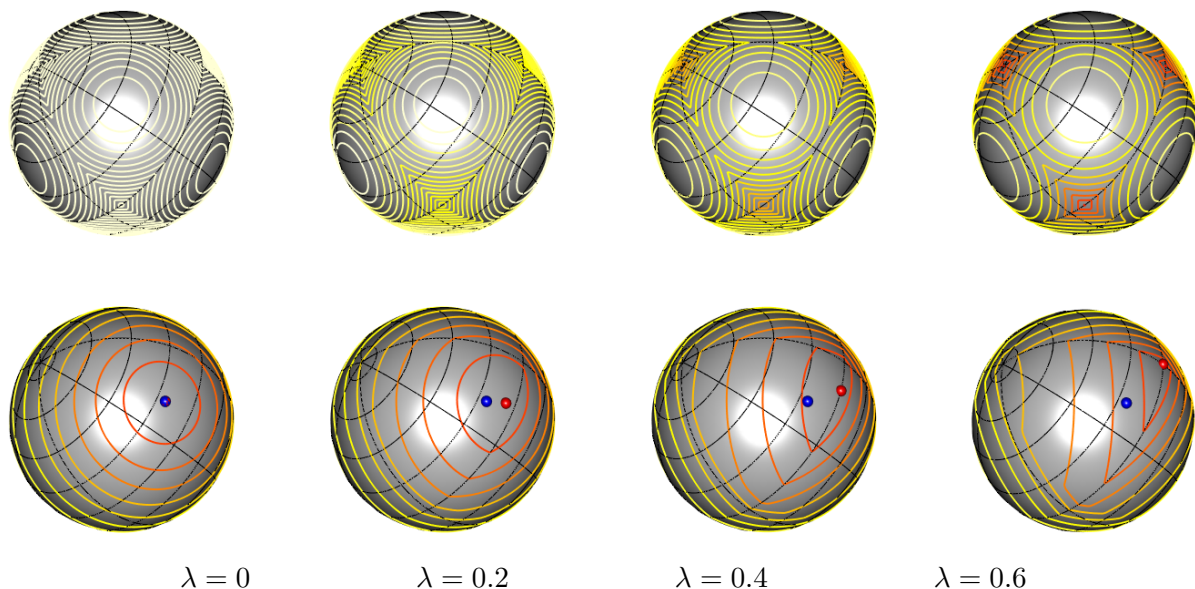 λ = 0 λ = 0.2 λ = 0.4 λ = 0.6